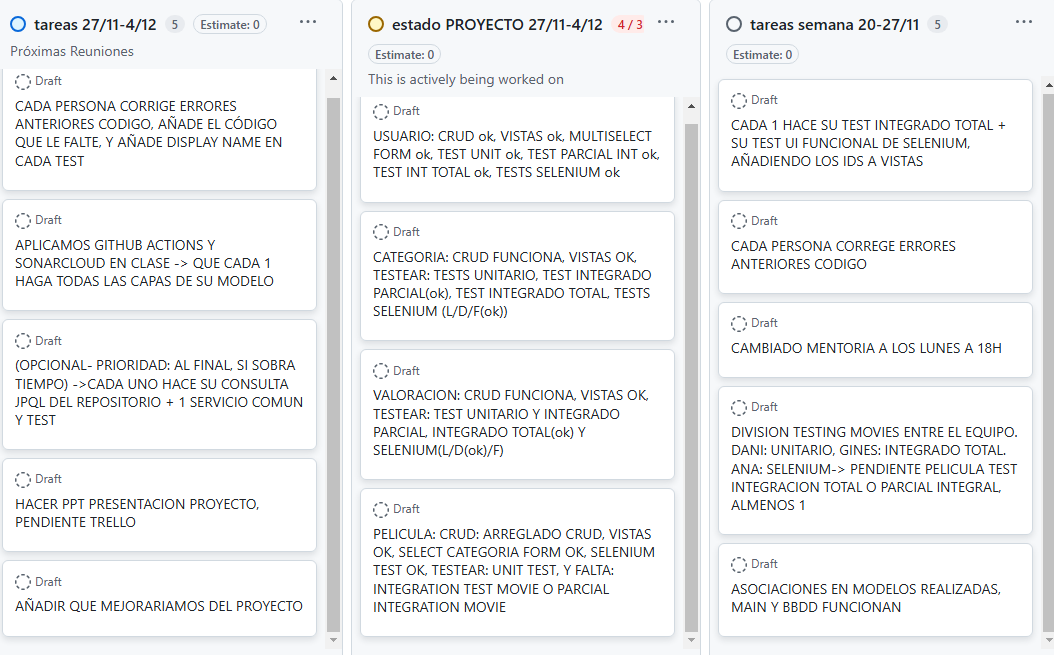 tareas 27/11-4/12 5 Estimate: 0
Próximas Reuniones
Draft
CADA PERSONA CORRIGE ERRORES
ANTERIORES CODIGO, AÑADE EL CÓDIGO
QUE LE FALTE, Y AÑADE DISPLAY NAME EN
CADA TEST
Draft
APLICAMOS GITHUB ACTIONS Y
SONARCLOUD EN CLASE -> QUE CADA 1
HAGA TODAS LAS CAPAS DE SU MODELO
Draft
(OPCIONAL- PRIORIDAD: AL FINAL, SI SOBRA
TIEMPO) ->CADA UNO HACE SU CONSULTA
JPQL DEL REPOSITORIO + 1 SERVICIO COMUN
Y TEST
Draft
HACER PPT PRESENTACION PROYECTO,
PENDIENTE TRELLO
Draft
AÑADIR QUE MEJORARIAMOS DEL PROYECTO
estado PROYECTO 27/11-4/12 4 / 3
Estimate: 0
This is actively being worked on
Draft
USUARIO: CRUD ok, VISTAS ok, MULTISELECT
FORM ok, TEST UNIT ok, TEST PARCIAL INT ok,
TEST INT TOTAL ok, TESTS SELENIUM ok
Draft
CATEGORIA: CRUD FUNCIONA, VISTAS OK,
TESTEAR: TESTS UNITARIO, TEST INTEGRADO
PARCIAL(ok), TEST INTEGRADO TOTAL, TESTS
SELENIUM (L/D/F(ok))
Draft
VALORACION: CRUD FUNCIONA, VISTAS OK,
TESTEAR: TEST UNITARIO Y INTEGRADO
PARCIAL, INTEGRADO TOTAL(ok) Y
SELENIUM(L/D(ok)/F)
Draft
PELICULA: CRUD: ARREGLADO CRUD, VISTAS
OK, SELECT CATEGORIA FORM OK, SELENIUM
TEST OK, TESTEAR: UNIT TEST, Y FALTA:
INTEGRATION TEST MOVIE O PARCIAL
INTEGRATION MOVIE
tareas semana 20-27/11 5
Estimate: 0
Draft
CADA 1 HACE SU TEST INTEGRADO TOTAL +
SU TEST UI FUNCIONAL DE SELENIUM,
AÑADIENDO LOS IDS A VISTAS
Draft
CADA PERSONA CORREGE ERRORES
ANTERIORES CODIGO
Draft
CAMBIADO MENTORIA A LOS LUNES A 18H
Draft
DIVISION TESTING MOVIES ENTRE EL EQUIPO.
DANI: UNITARIO, GINES: INTEGRADO TOTAL.
ANA: SELENIUM-> PENDIENTE PELICULA TEST
INTEGRACION TOTAL O PARCIAL INTEGRAL,
ALMENOS 1
Draft
ASOCIACIONES EN MODELOS REALIZADAS,
MAIN Y BBDD FUNCIONAN